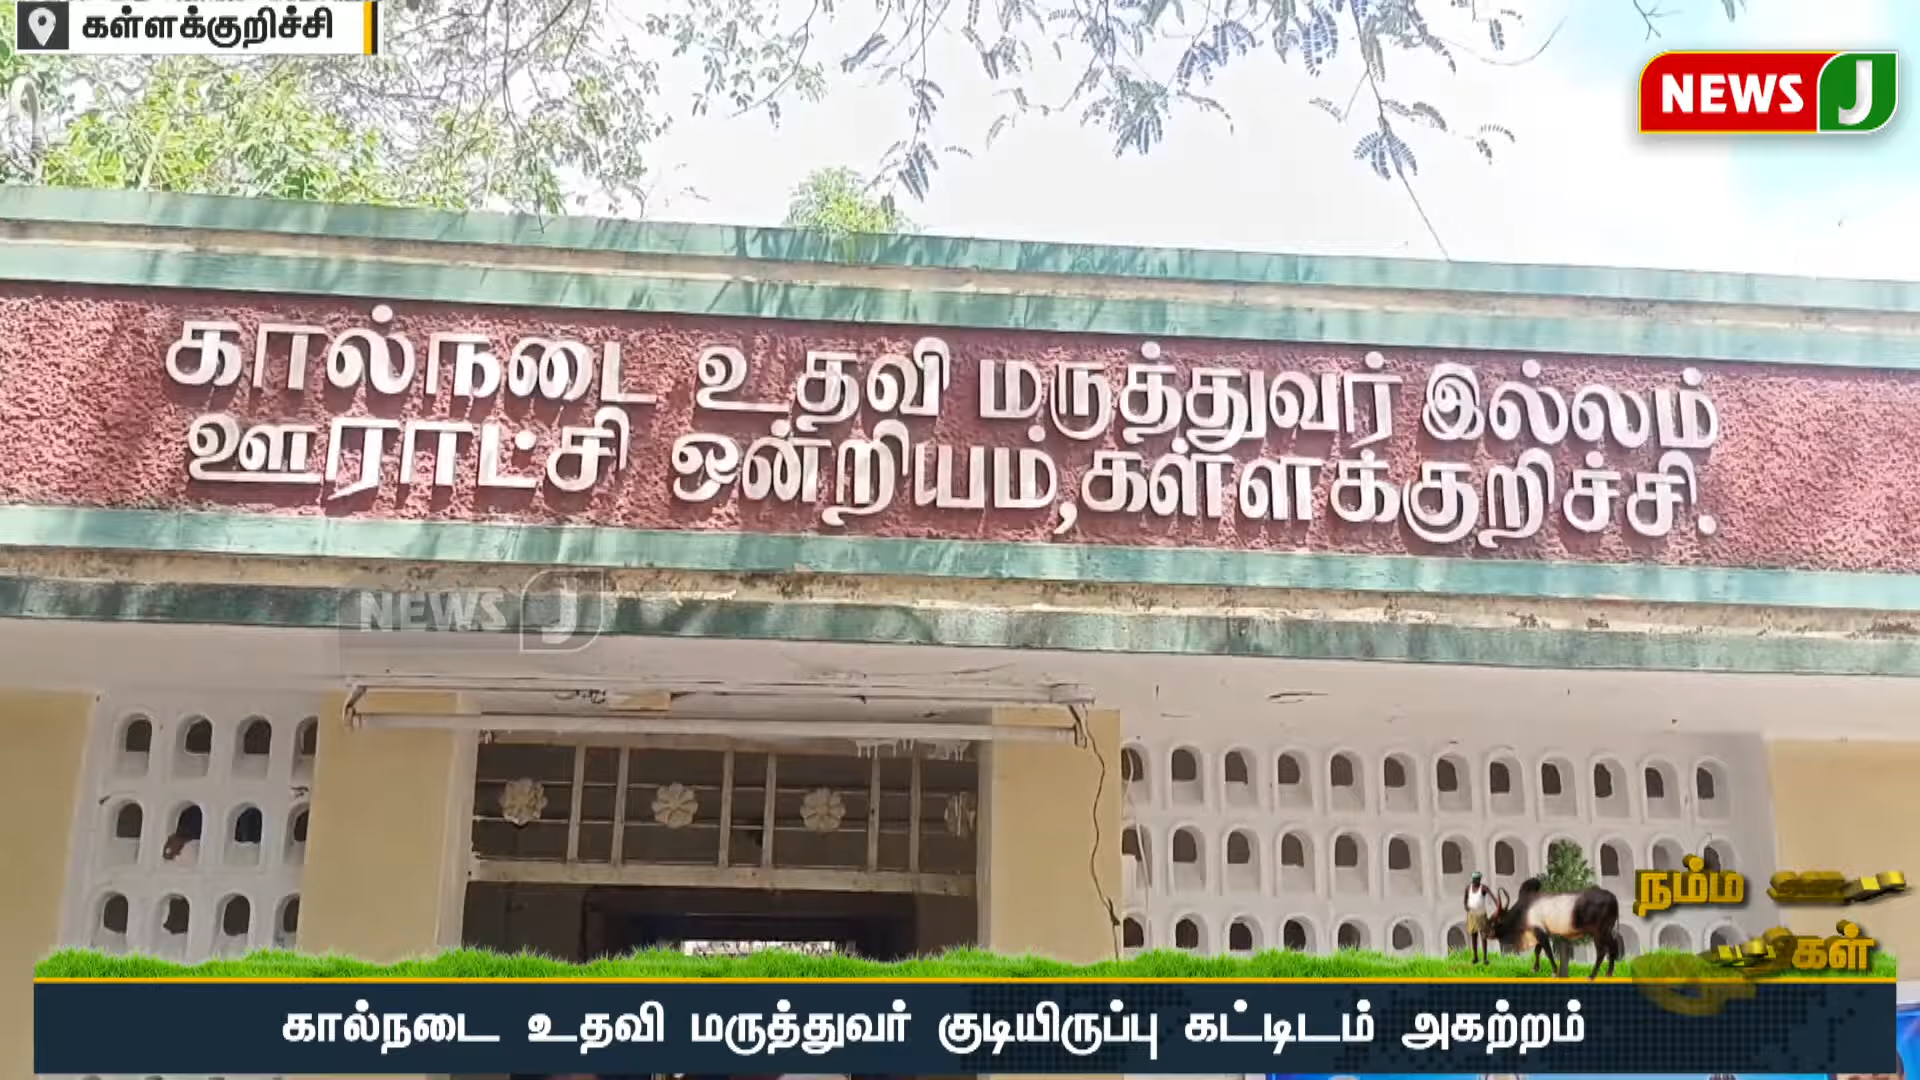 கள்ளக்குறிச்சி
NEWS J
கால்நடை உதவி மருத்துவர் இல்லம்
ஊராட்சி ஒன்றியம்,கள்ளக்குறிச்சி.
NEWS J
நம்ம
கள்
கால்நடை உதவி மருத்துவர் குடியிருப்பு கட்டிடம் அகற்றம்